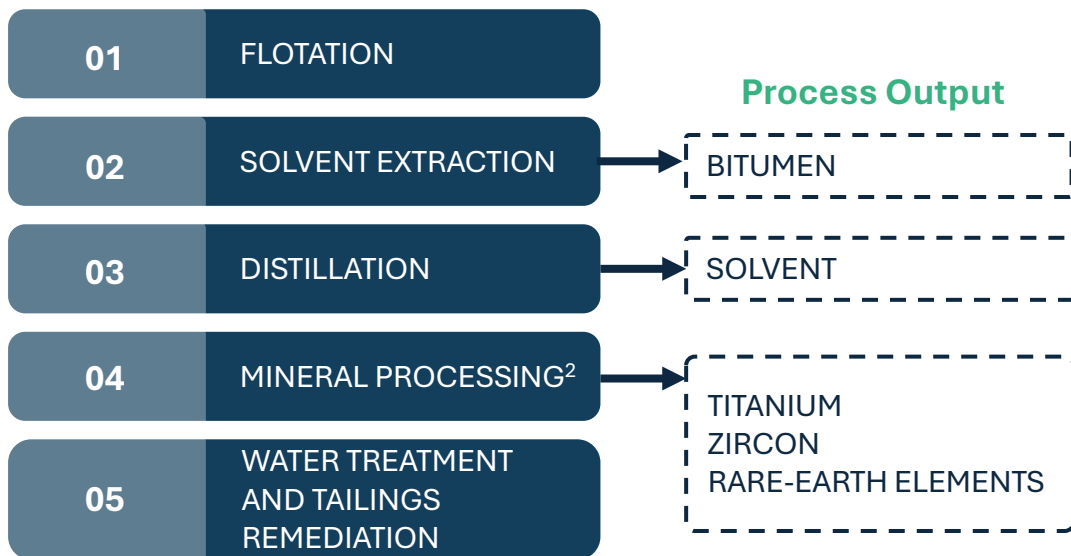 01 FLOTATION
Process Output
02 SOLVENT EXTRACTION
BITUMEN
03 DISTILLATION
SOLVENT
04 MINERAL PROCESSING²
TITANIUM
ZIRCON
RARE-EARTH ELEMENTS
05 WATER TREATMENT
AND TAILINGS
REMEDIATION